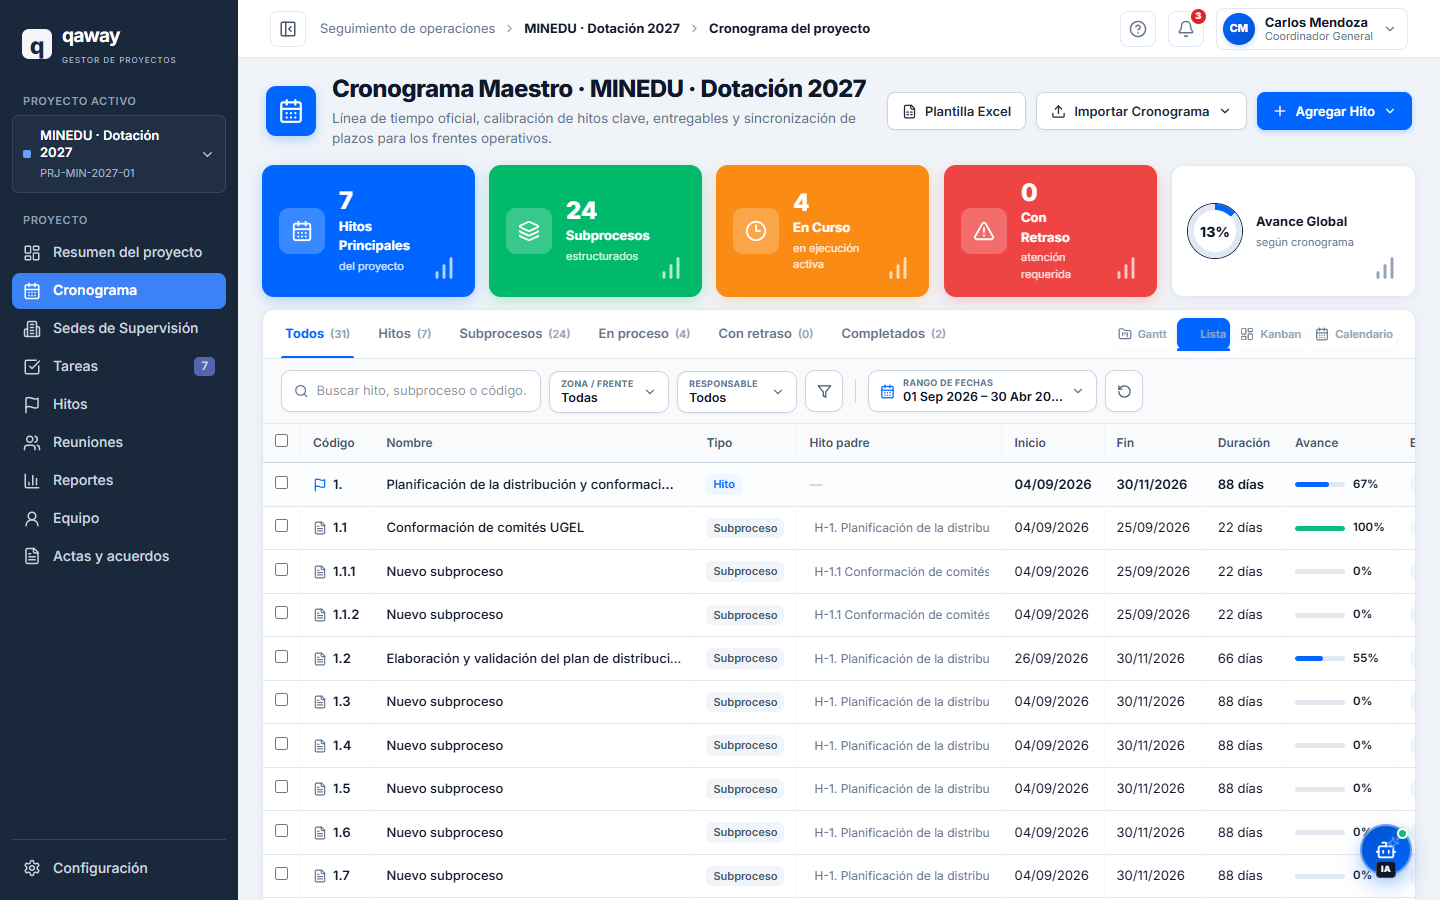 q qaway
GESTOR DE PROYECTOS
PROYECTO ACTIVO
MINEDU · Dotación
2027
PRJ-MIN-2027-01
PROYECTO
Resumen del proyecto
Cronograma
Sedes de Supervisión
Tareas 7
Hitos
Reuniones
Reportes
Equipo
Actas y acuerdos
Configuración
Seguimiento de operaciones > MINEDU · Dotación 2027 > Cronograma del proyecto
3
CM Carlos Mendoza
Coordinador General
Cronograma Maestro · MINEDU · Dotación 2027
Línea de tiempo oficial, calibración de hitos clave, entregables y sincronización de
plazos para los frentes operativos.
Plantilla Excel
Importar Cronograma
+ Agregar Hito
7
Hitos
Principales
del proyecto
24
Subprocesos
estructurados
4
En Curso
en ejecución
activa
0
Con
Retraso
atención
requerida
13%
Avance Global
según cronograma
Todos (31) Hitos (7) Subprocesos (24) En proceso (4) Con retraso (0) Completados (2)
Gantt Lista Kanban Calendario
Buscar hito, subproceso o código.
ZONA / FRENTE
Todas
RESPONSABLE
Todos
RANGO DE FECHAS
01 Sep 2026 – 30 Abr 20...
Código Nombre Tipo Hito padre Inicio Fin Duración Avance
1. Planificación de la distribución y conformaci... Hito — 04/09/2026 30/11/2026 88 días 67%
1.1 Conformación de comités UGEL Subproceso H-1. Planificación de la distribu 04/09/2026 25/09/2026 22 días 100%
1.1.1 Nuevo subproceso Subproceso H-1.1 Conformación de comités 04/09/2026 25/09/2026 22 días 0%
1.1.2 Nuevo subproceso Subproceso H-1.1 Conformación de comités 04/09/2026 25/09/2026 22 días 0%
1.2 Elaboración y validación del plan de distribuci... Subproceso H-1. Planificación de la distribu 26/09/2026 30/11/2026 66 días 55%
1.3 Nuevo subproceso Subproceso H-1. Planificación de la distribu 04/09/2026 30/11/2026 88 días 0%
1.4 Nuevo subproceso Subproceso H-1. Planificación de la distribu 04/09/2026 30/11/2026 88 días 0%
1.5 Nuevo subproceso Subproceso H-1. Planificación de la distribu 04/09/2026 30/11/2026 88 días 0%
1.6 Nuevo subproceso Subproceso H-1. Planificación de la distribu 04/09/2026 30/11/2026 88 días 0%
1.7 Nuevo subproceso Subproceso H-1. Planificación de la distribu 04/09/2026 30/11/2026 88 días 0%
IA